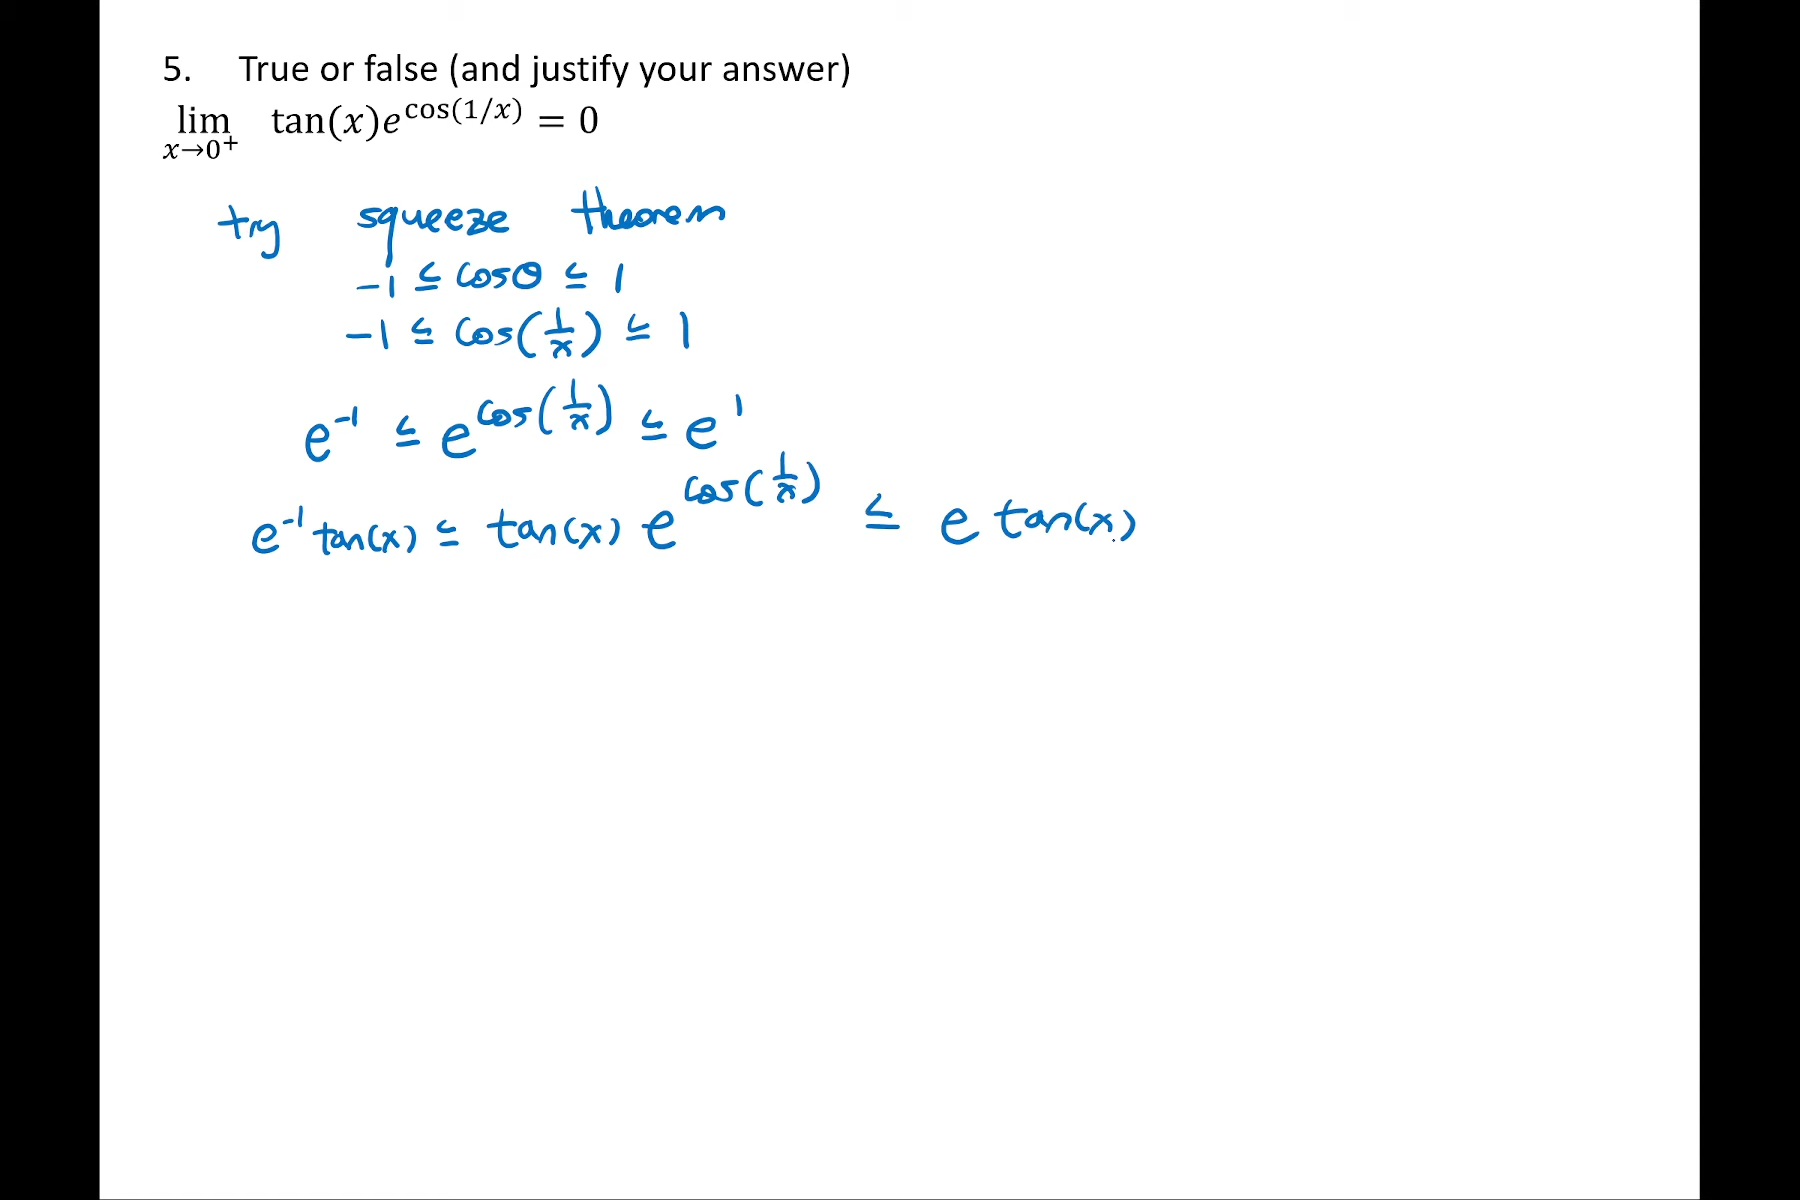 5. True or false (and justify your answer)
lim x→0⁺ tan(x)e^cos(1/x) = 0
try squeeze theorem
-1 ≤ cosθ ≤ 1
-1 ≤ cos(1/x) ≤ 1
e^-1 ≤ e^cos(1/x) ≤ e^1
e^-1 tan(x) ≤ tan(x) e^cos(1/x) ≤ e tan(x)